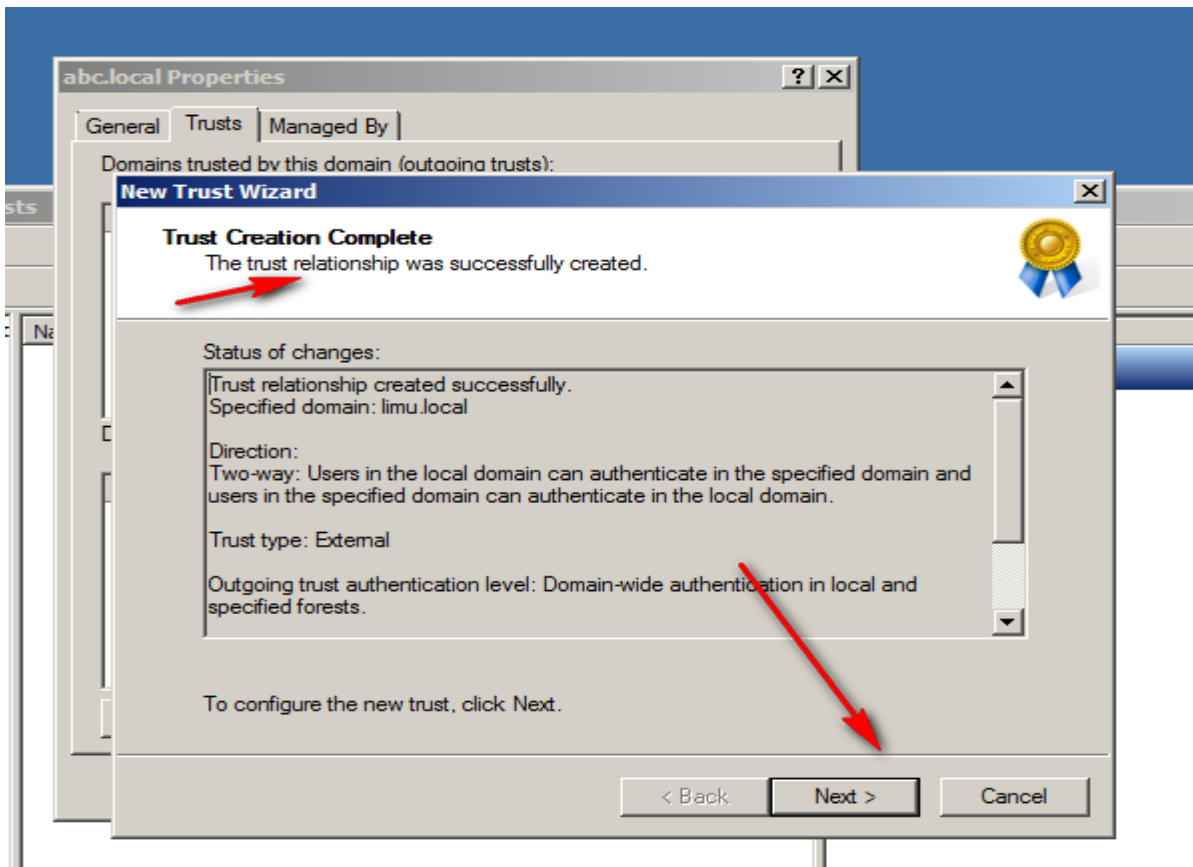 abc.local Properties
General
Trusts
Managed By
Domains trusted by this domain (outgoing trusts):
sts
New Trust Wizard
Trust Creation Complete
The trust relationship was successfully created.
Na
Status of changes:
Trust relationship created successfully.
Specified domain: limu.local
Direction:
Two-way: Users in the local domain can authenticate in the specified domain and
users in the specified domain can authenticate in the local domain.
Trust type: External
Outgoing trust authentication level: Domain-wide authentication in local and
specified forests.
To configure the new trust, click Next.
< Back
Next >
Cancel